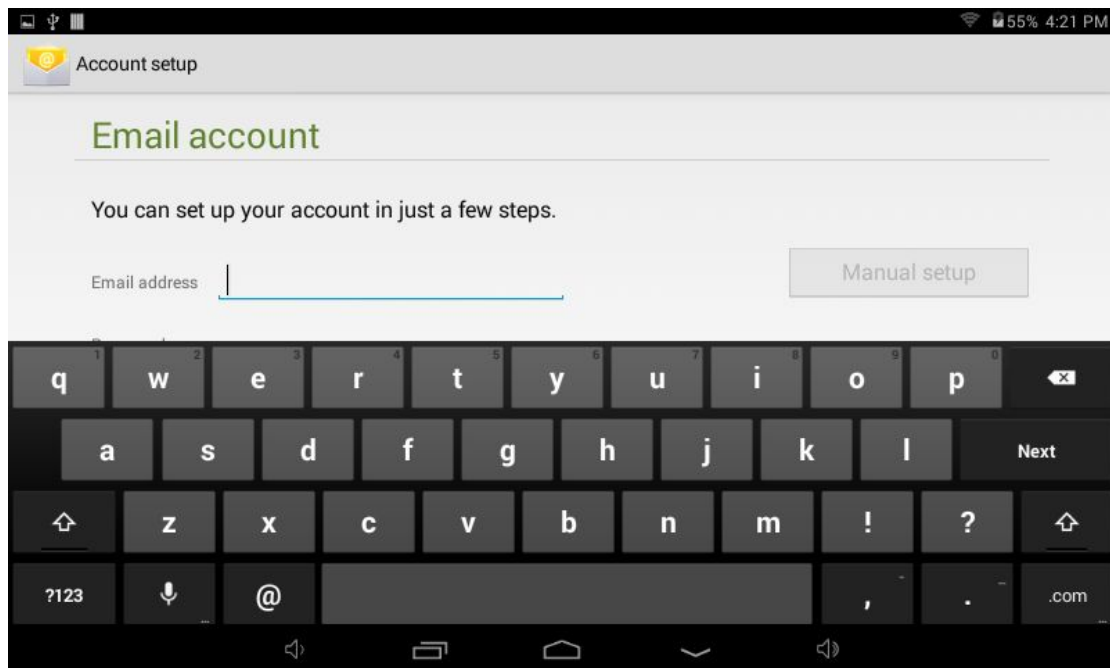 55% 4:21 PM
Account setup
Email account
You can set up your account in just a few steps.
Email address
Manual setup
1 2 3 4 5 6 7 8 9 0
q w e r t y u i o p
a s d f g h j k l Next
z x c v b n m ! ?
?123 @ , . .com